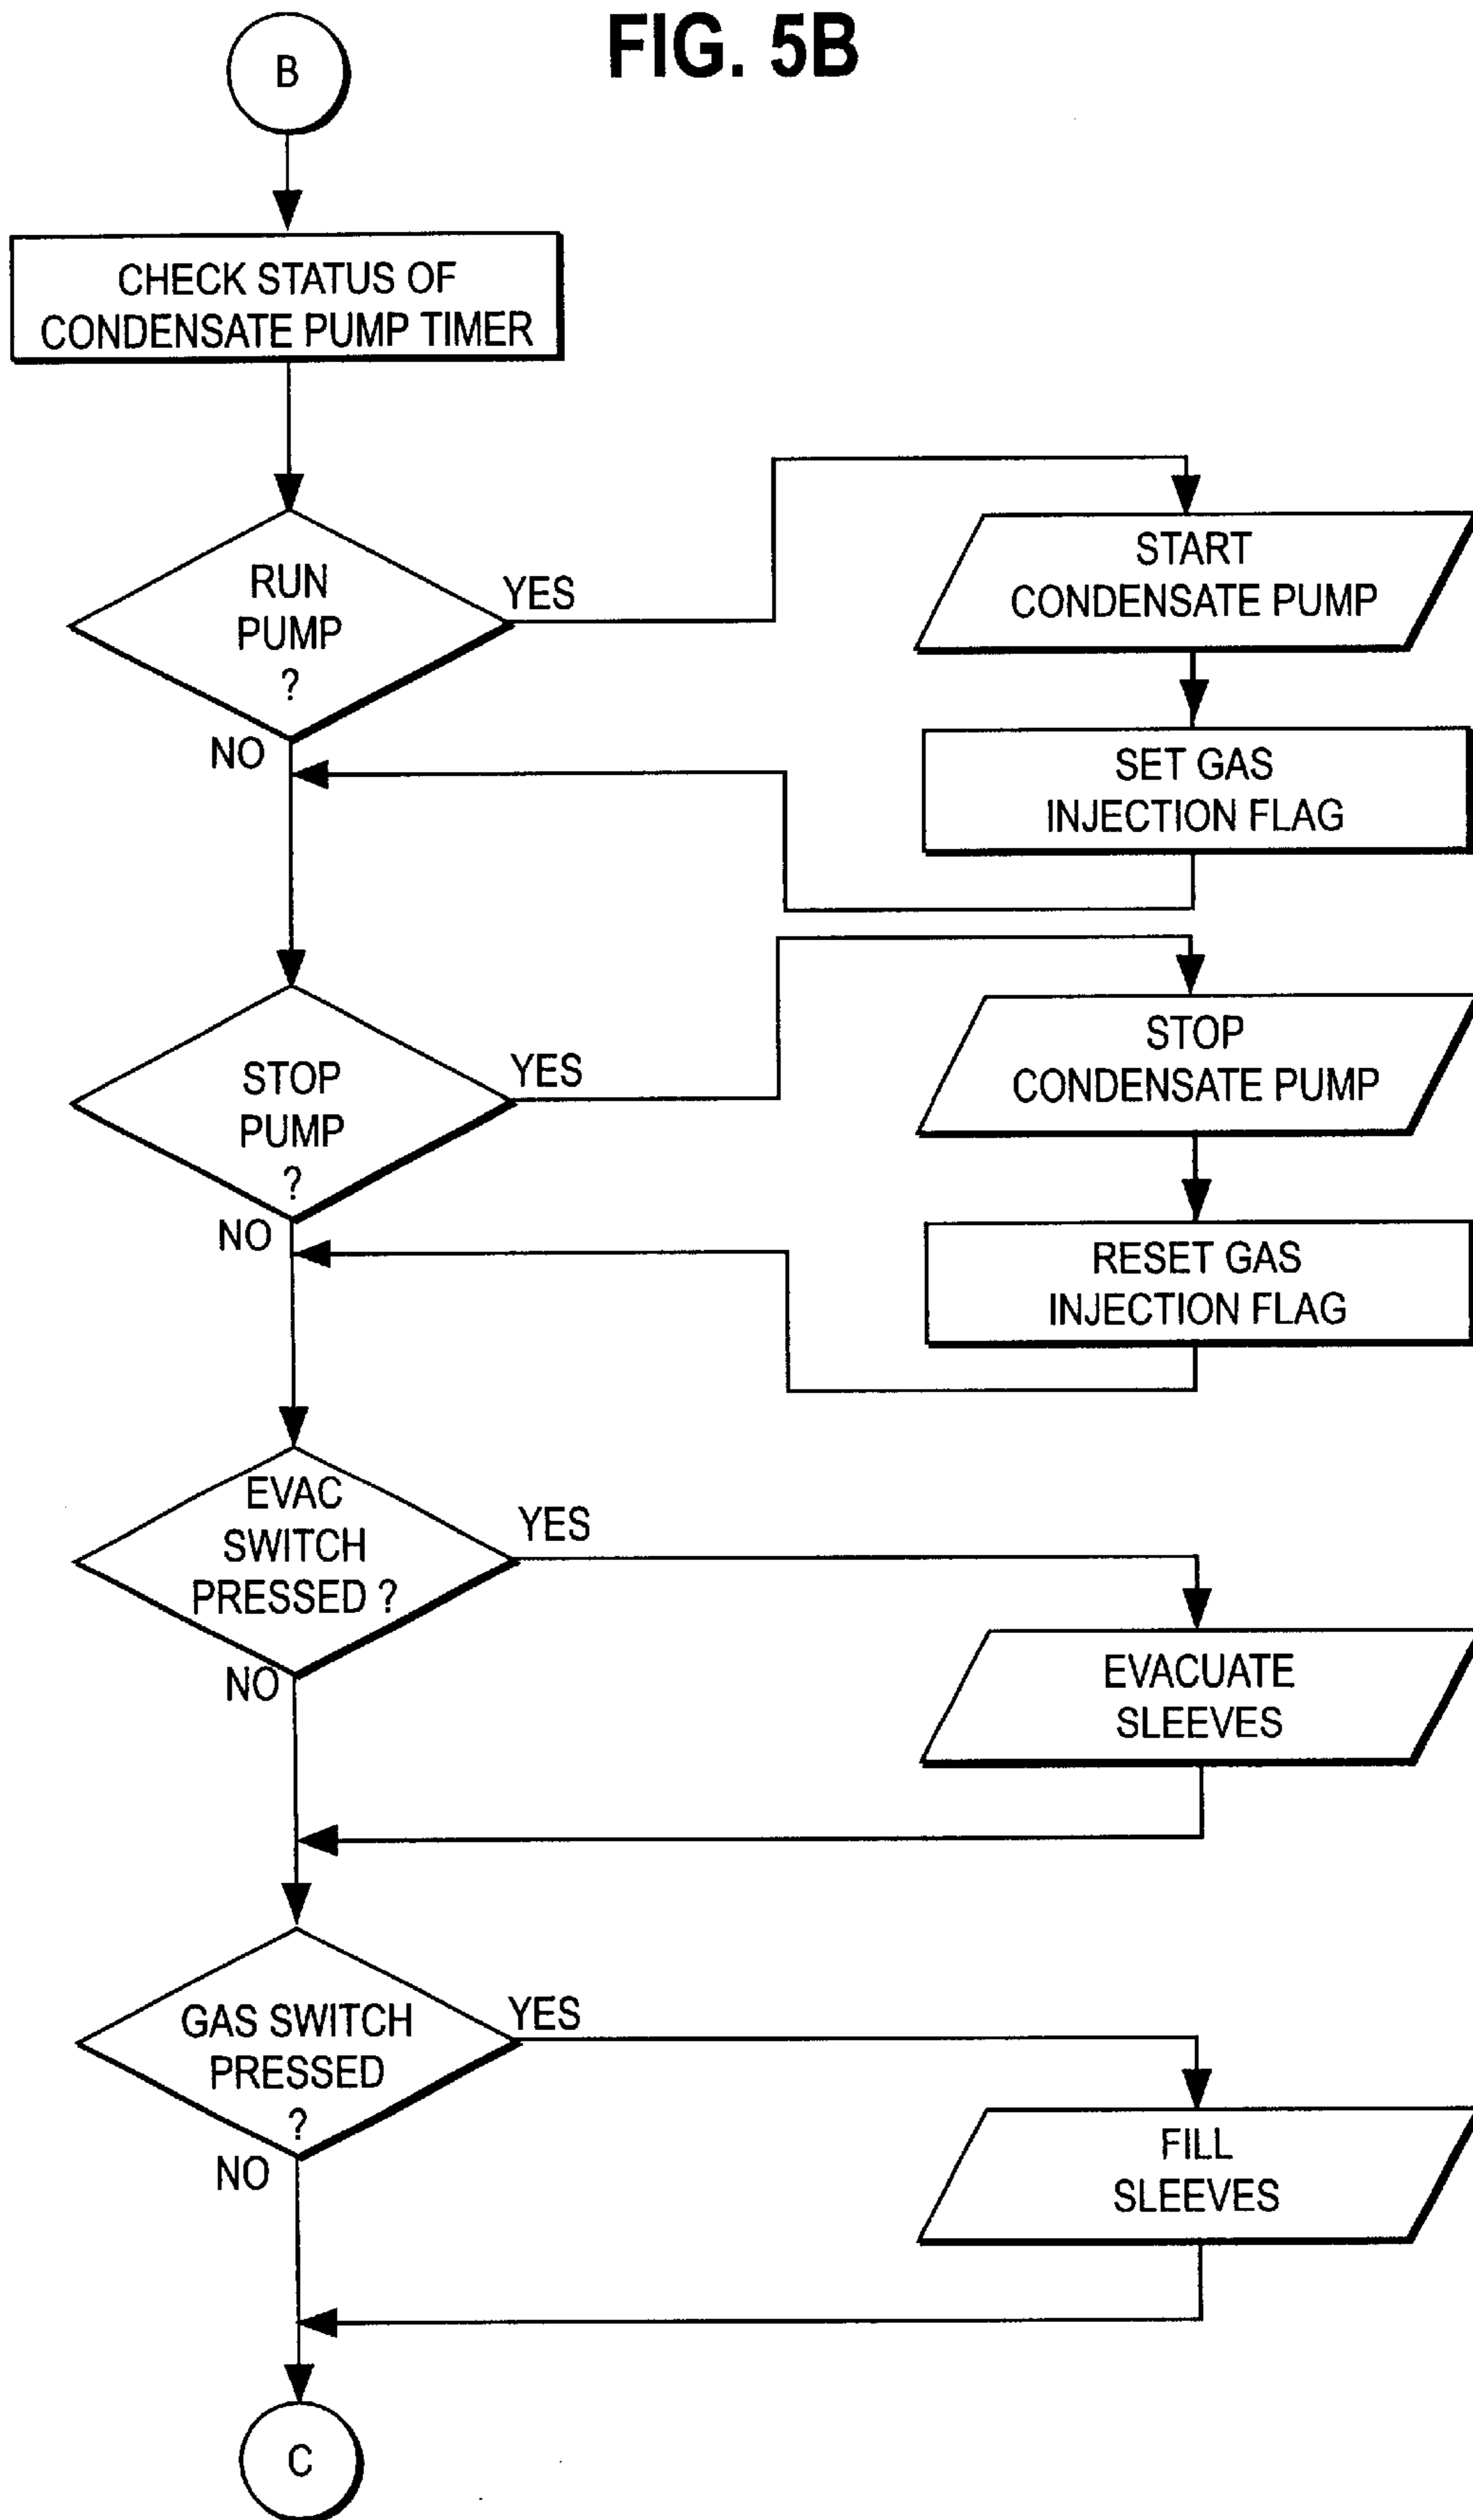 FIG. 5B
B
CHECK STATUS OF
CONDENSATE PUMP TIMER
RUN
PUMP
?
YES
NO
START
CONDENSATE PUMP
SET GAS
INJECTION FLAG
STOP
PUMP
?
YES
NO
STOP
CONDENSATE PUMP
RESET GAS
INJECTION FLAG
EVAC
SWITCH
PRESSED ?
YES
NO
EVACUATE
SLEEVES
GAS SWITCH
PRESSED
?
YES
NO
FILL
SLEEVES
C